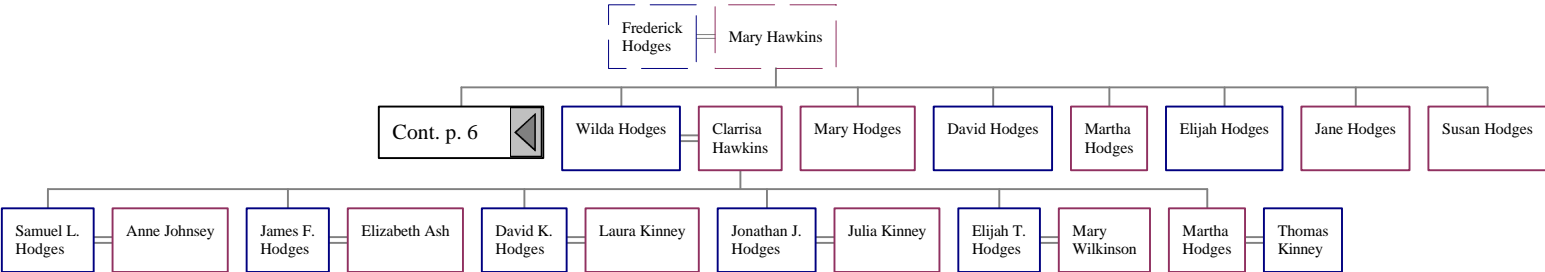 Frederick
Hodges
Mary Hawkins
Cont. p. 6
Wilda Hodges
Clarrisa
Hawkins
Mary Hodges
David Hodges
Martha
Hodges
Elijah Hodges
Jane Hodges
Susan Hodges
Samuel L.
Hodges
Anne Johnsey
James F.
Hodges
Elizabeth Ash
David K.
Hodges
Laura Kinney
Jonathan J.
Hodges
Julia Kinney
Elijah T.
Hodges
Mary
Wilkinson
Martha
Hodges
Thomas
Kinney